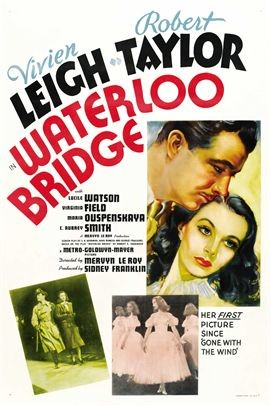 Vivien Robert
LEIGH or TAYLOR
IN WATERLOO
BRIDGE
with
LUCILE WATSON
VIRGINIA FIELD
MARIA OUSPENSKAYA
C. AUBREY SMITH
A MERVYN LE ROY Production
A METRO-GOLDWYN-MAYER
PICTURE
Directed by MERVYN LE ROY
Produced by SIDNEY FRANKLIN
HER FIRST
PICTURE
SINCE
"GONE WITH
THE WIND"